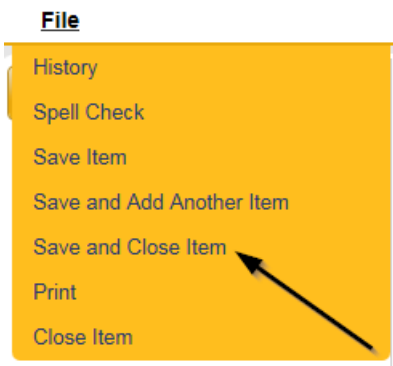 File
History
Spell Check
Save Item
Save and Add Another Item
Save and Close Item
Print
Close Item